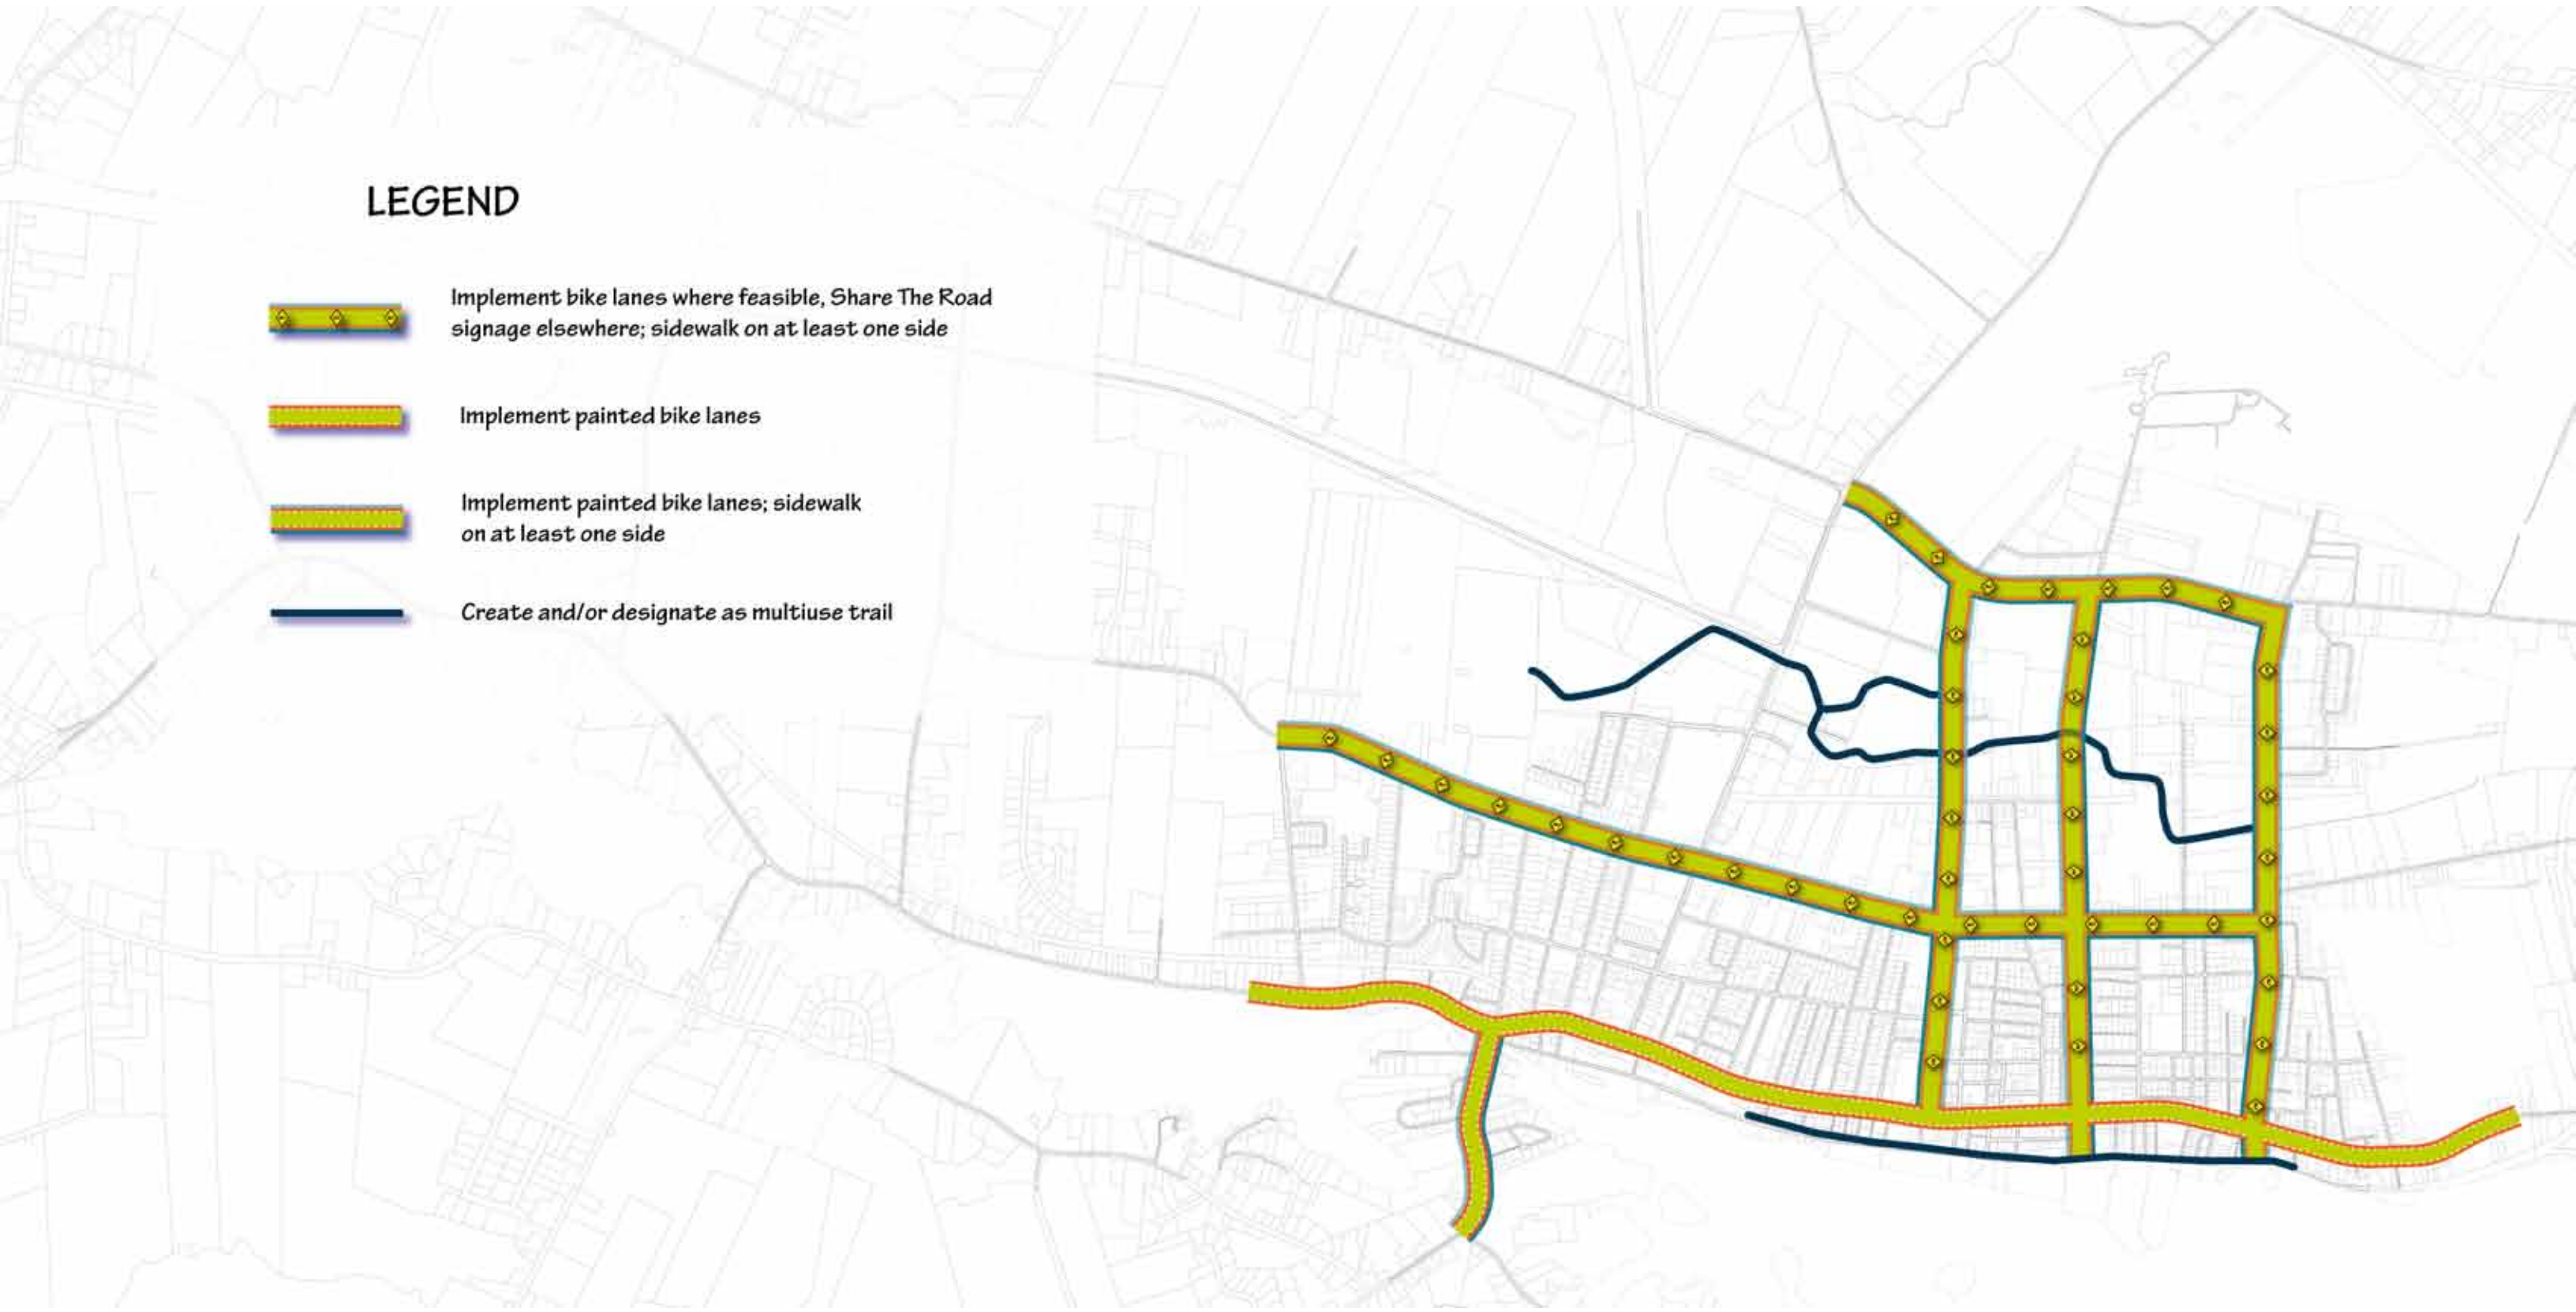 LEGEND
Implement bike lanes where feasible, Share The Road
signage elsewhere; sidewalk on at least one side
Implement painted bike lanes
Implement painted bike lanes; sidewalk
on at least one side
Create and/or designate as multiuse trail